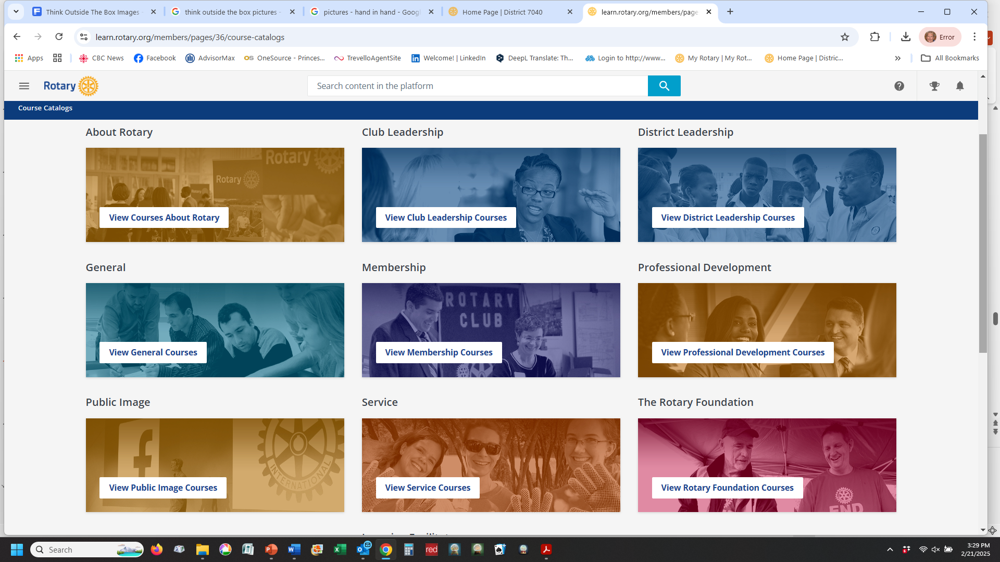 Think Outside The Box Images
think outside the box pictures -
pictures - hand in hand - Googl
Home Page | District 7040
learn.rotary.org/members/page
learn.rotary.org/members/pages/36/course-catalogs
Error
Apps
CBC News
Facebook
AdvisorMax
OneSource - Princes...
TrevelloAgentSite
Welcome! | LinkedIn
DeepL Translate: Th...
Login to http://www...
My Rotary | My Rot...
Home Page | Distric...
All Bookmarks
Rotary
Search content in the platform
Course Catalogs
About Rotary
Club Leadership
District Leadership
Rotary
Rotary
View Courses About Rotary
View Club Leadership Courses
View District Leadership Courses
General
Membership
Professional Development
ROTARY
CLUB
View General Courses
View Membership Courses
View Professional Development Courses
Public Image
Service
The Rotary Foundation
INTERNATIONAL
View Public Image Courses
View Service Courses
View Rotary Foundation Courses
END
Search
red
3:29 PM
2/21/2025